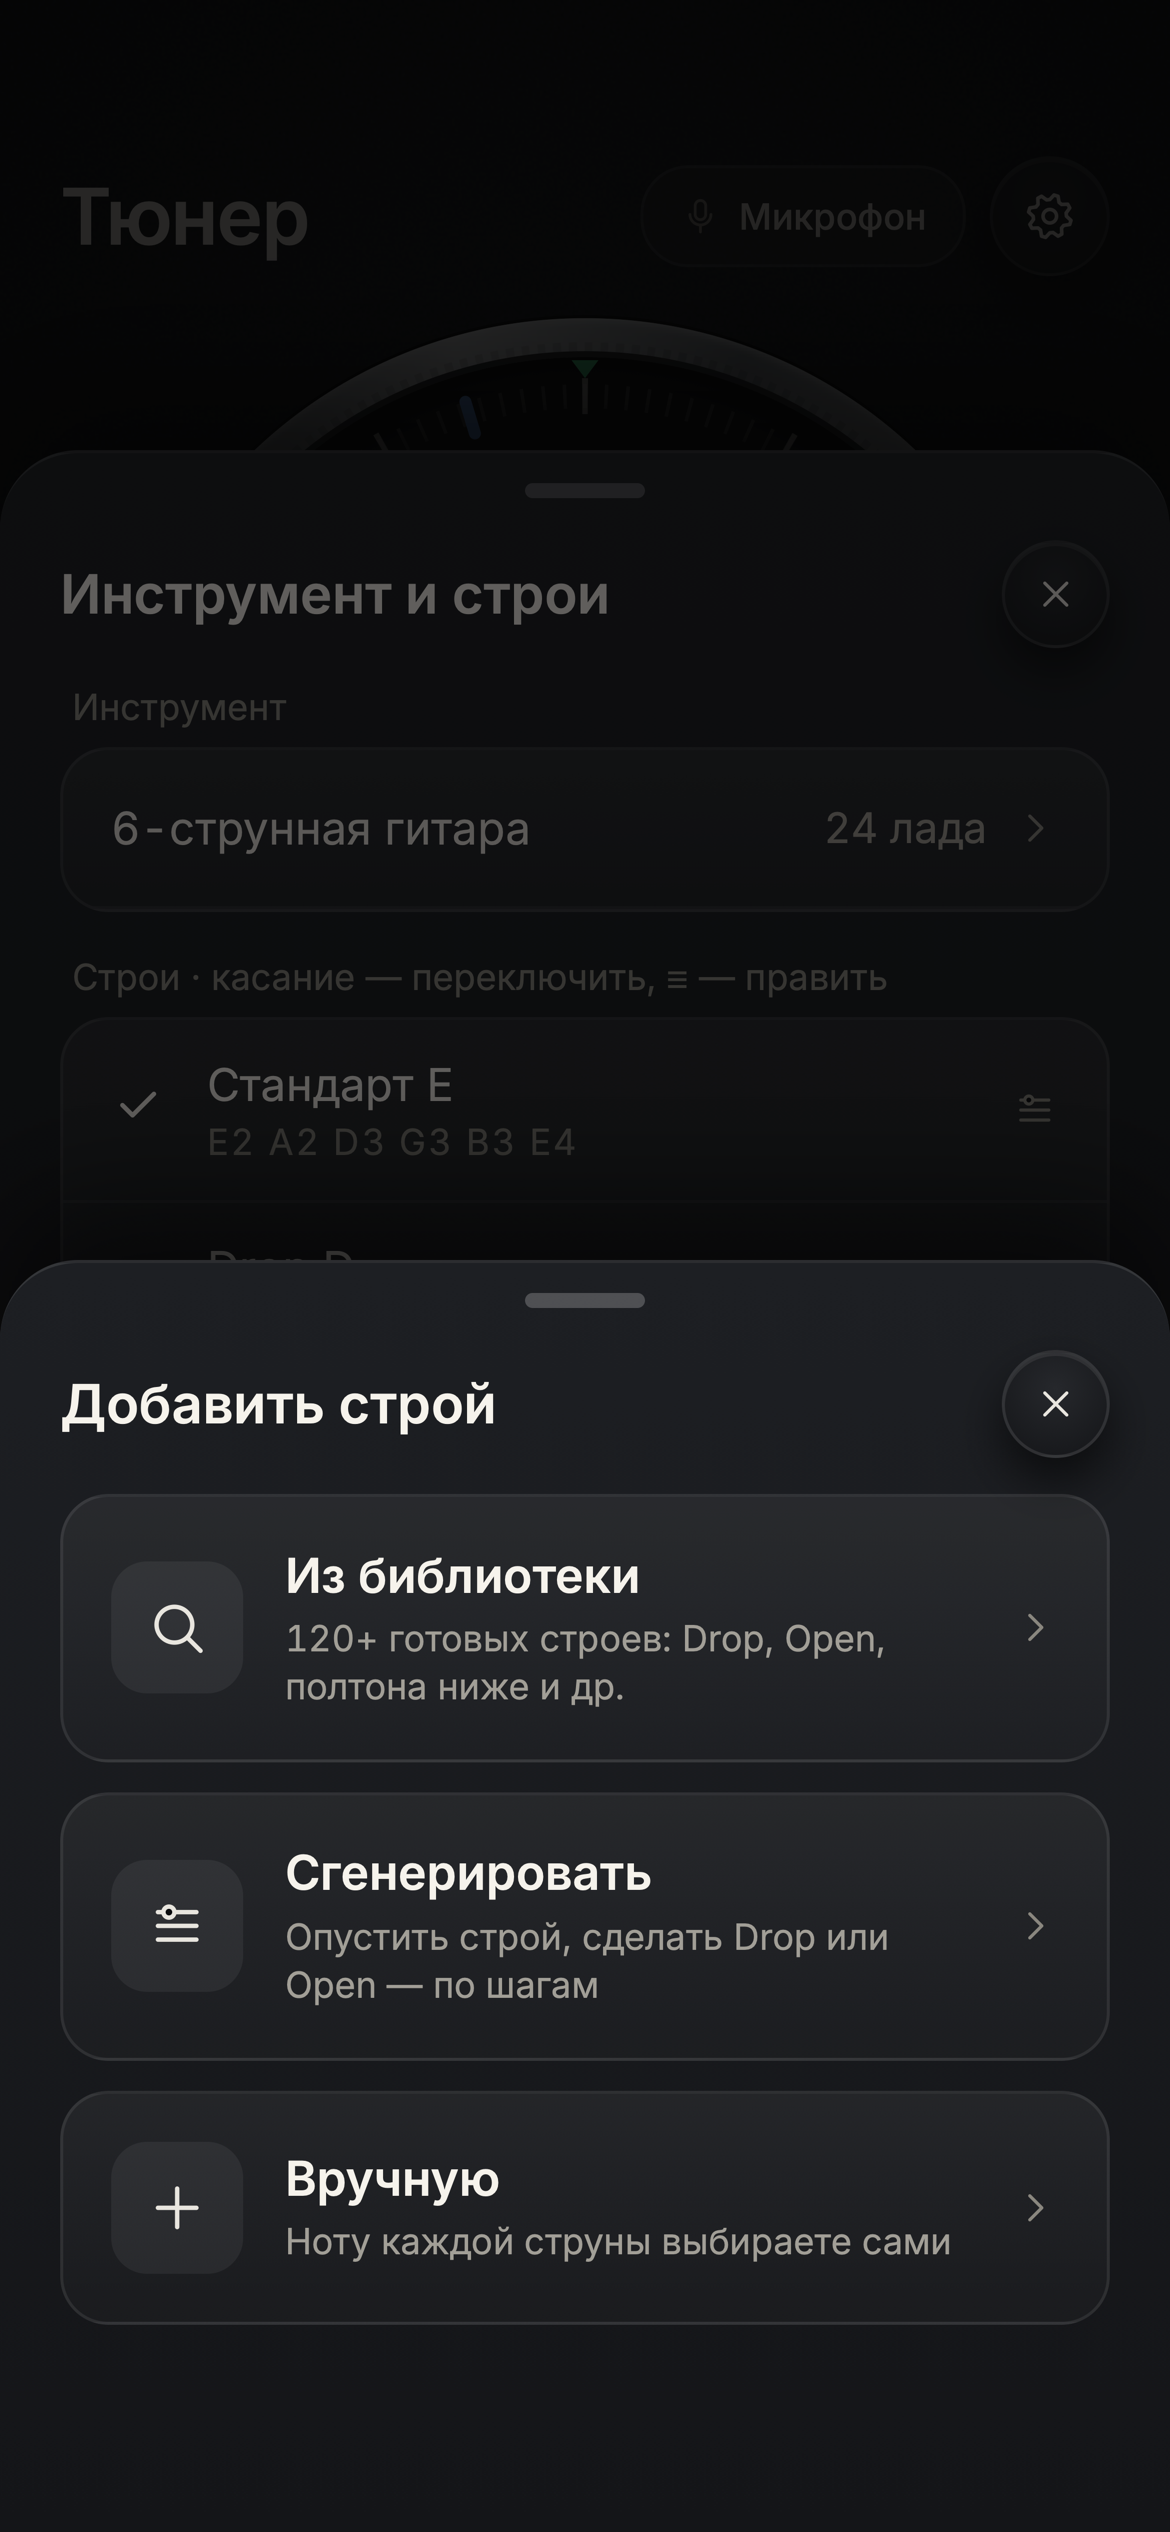 Тюнер
Микрофон
Инструмент и строи
Инструмент
6-струнная гитара
24 лада
Строи · касание — переключить, ≡ — править
Стандарт E
E2 A2 D3 G3 B3 E4
Drop D
Добавить строй
Из библиотеки
120+ готовых строев: Drop, Open,
полтона ниже и др.
Сгенерировать
Опустить строй, сделать Drop или
Open — по шагам
Вручную
Ноту каждой струны выбираете сами